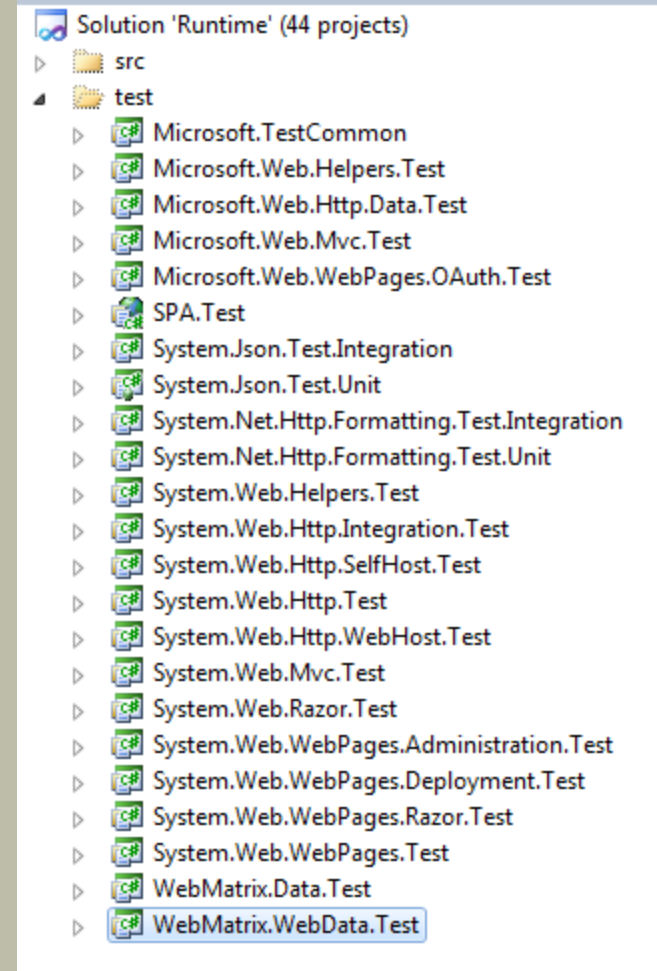 Solution 'Runtime' (44 projects)
src
test
Microsoft.TestCommon
Microsoft.Web.Helpers.Test
Microsoft.Web.Http.Data.Test
Microsoft.Web.Mvc.Test
Microsoft.Web.WebPages.OAuth.Test
SPA.Test
System.Json.Test.Integration
System.Json.Test.Unit
System.Net.Http.Formatting.Test.Integration
System.Net.Http.Formatting.Test.Unit
System.Web.Helpers.Test
System.Web.Http.Integration.Test
System.Web.Http.SelfHost.Test
System.Web.Http.Test
System.Web.Http.WebHost.Test
System.Web.Mvc.Test
System.Web.Razor.Test
System.Web.WebPages.Administration.Test
System.Web.WebPages.Deployment.Test
System.Web.WebPages.Razor.Test
System.Web.WebPages.Test
WebMatrix.Data.Test
WebMatrix.WebData.Test